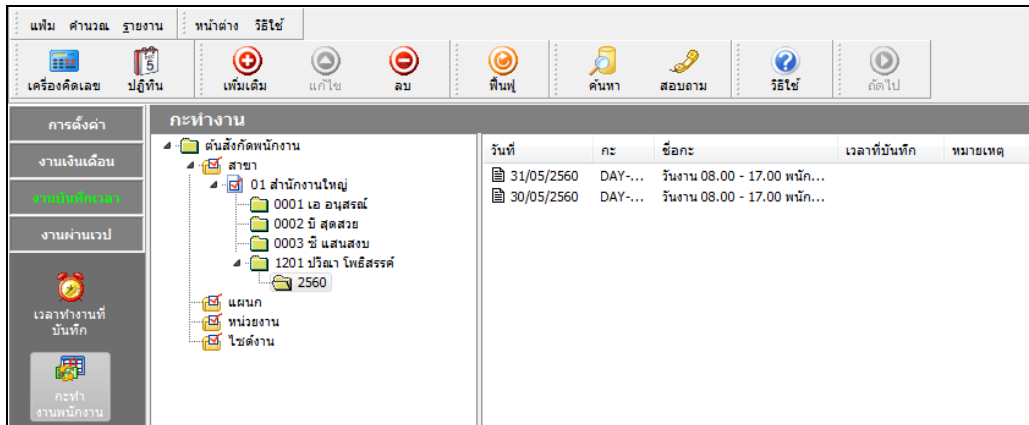 แฟ้ม คำนวณ รายงาน หน้าต่าง วิธีใช้
5
เครื่องคิดเลข ปฏิทิน เพิ่มเติม แก้ไข ลบ ฟื้นฟู ค้นหา สอบถาม วิธีใช้ ถัดไป
การตั้งค่า
งานเงินเดือน
งานบันทึกเวลา
งานผ่านเวป
เวลาทำงานที่
บันทึก
กะทำ
งานพนักงาน
กะทำงาน
ต้นสังกัดพนักงาน
สาขา
01 สำนักงานใหญ่
0001 เอ อนุสรณ์
0002 บี สุดสวย
0003 ซี แสนสงบ
1201 ปวีณา โพธิสรรค์
2560
แผนก
หน่วยงาน
ไซด์งาน
วันที่ กะ ชื่อกะ เวลาที่บันทึก หมายเหตุ
31/05/2560 DAY-... วันงาน 08.00 - 17.00 พนัก...
30/05/2560 DAY-... วันงาน 08.00 - 17.00 พนัก...